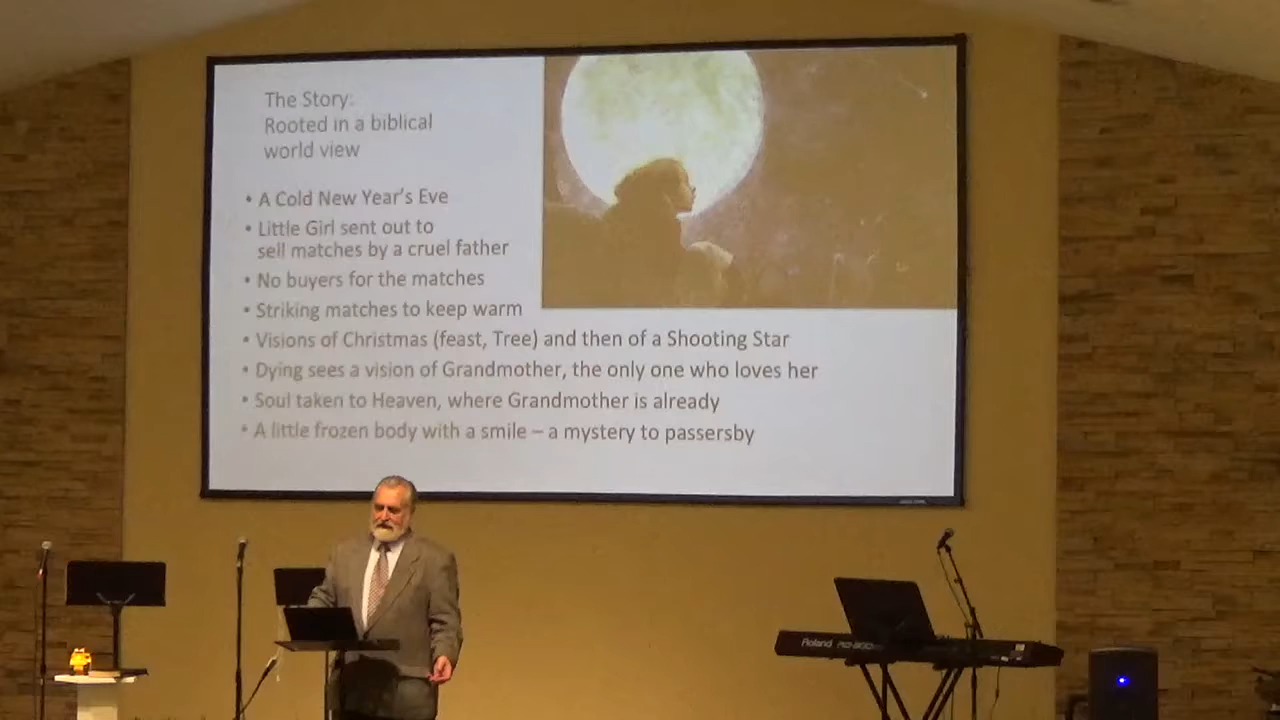 The Story:
Rooted in a biblical
world view
• A Cold New Year's Eve
• Little Girl sent out to
sell matches by a cruel father
• No buyers for the matches
• Striking matches to keep warm
• Visions of Christmas (feast, Tree) and then of a Shooting Star
• Dying sees a vision of Grandmother, the only one who loves her
• Soul taken to Heaven, where Grandmother is already
• A little frozen body with a smile – a mystery to passersby
Roland